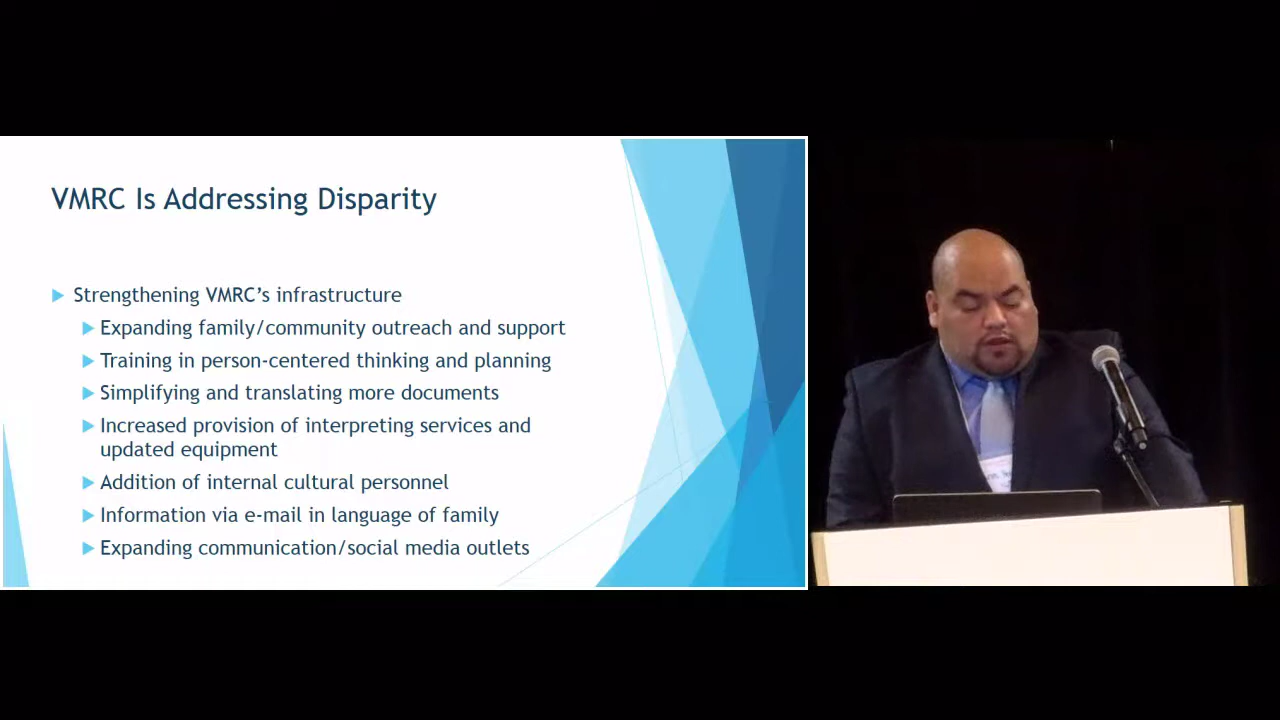 VMRC Is Addressing Disparity
Strengthening VMRC’s infrastructure
Expanding family/community outreach and support
Training in person-centered thinking and planning
Simplifying and translating more documents
Increased provision of interpreting services and
updated equipment
Addition of internal cultural personnel
Information via e-mail in language of family
Expanding communication/social media outlets